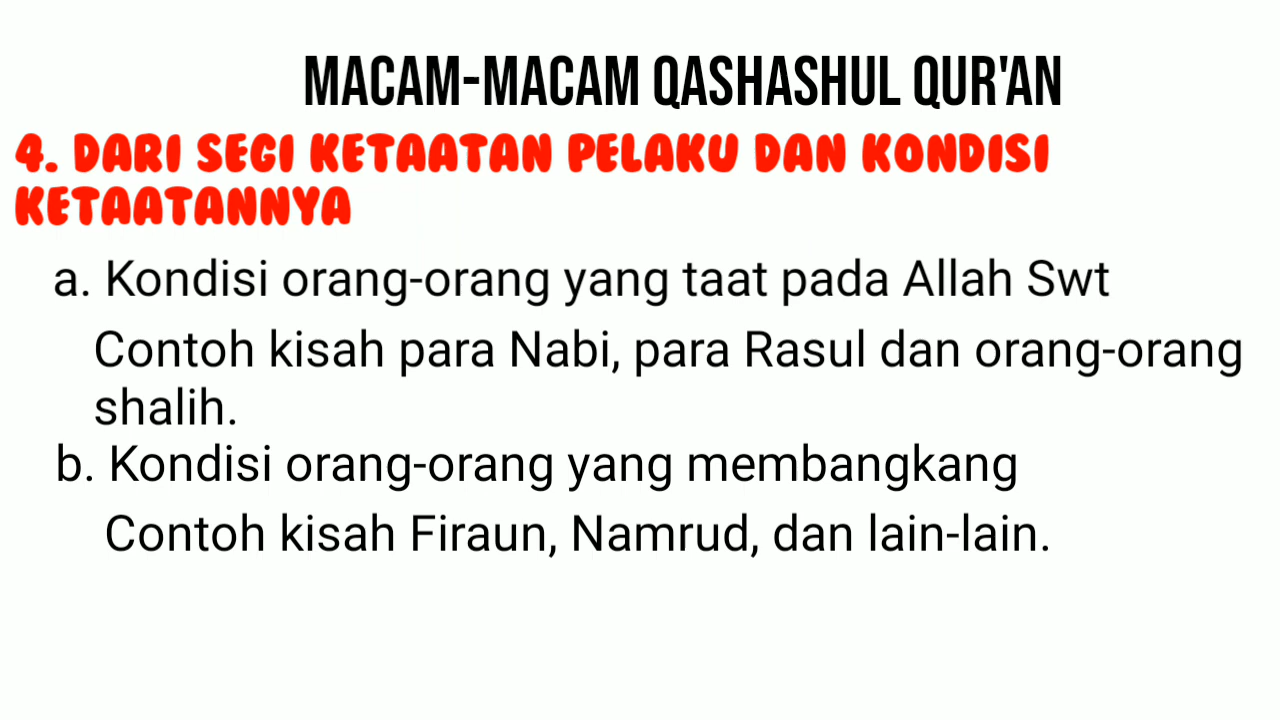 MACAM-MACAM QASHASHUL QUR'AN
4. DARI SEGI KETAATAN PELAKU DAN KONDISI
KETAATANNYA
a. Kondisi orang-orang yang taat pada Allah Swt
Contoh kisah para Nabi, para Rasul dan orang-orang
shalih.
b. Kondisi orang-orang yang membangkang
Contoh kisah Firaun, Namrud, dan lain-lain.